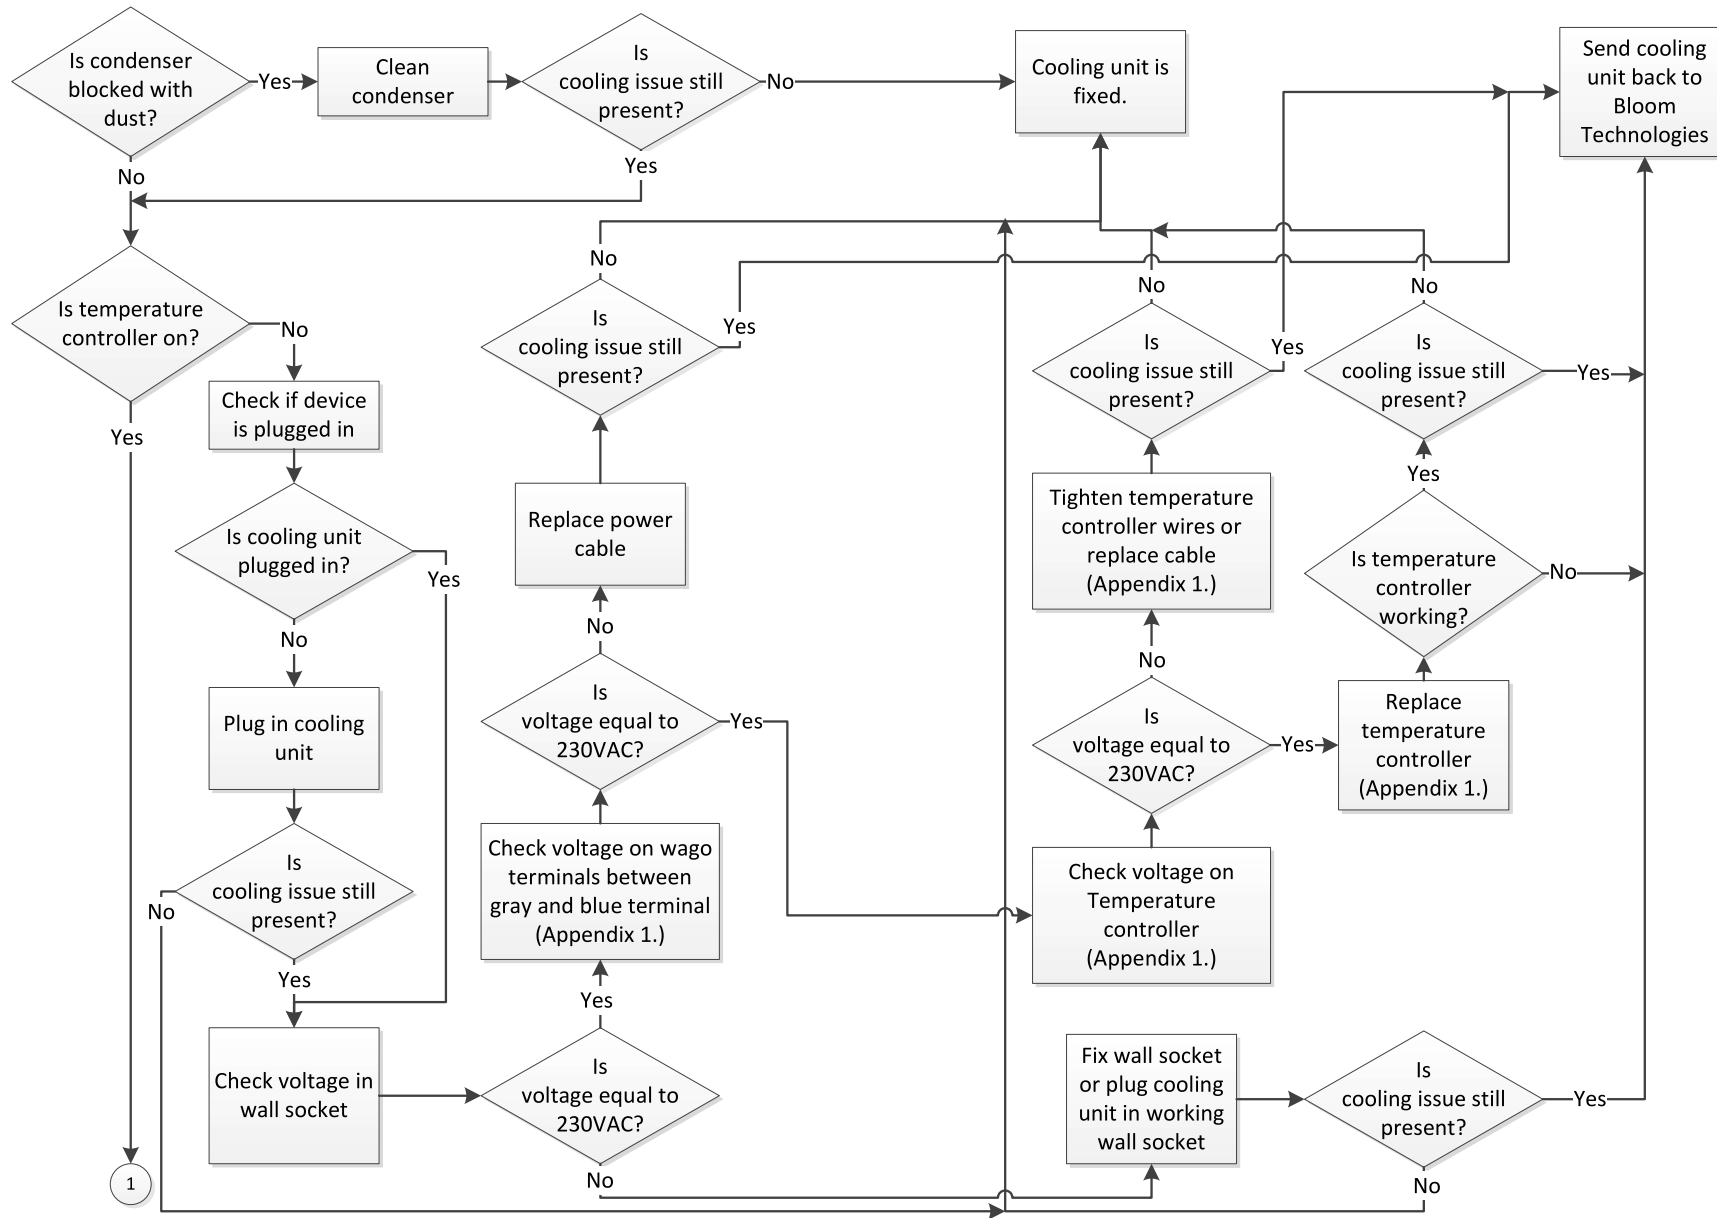 Is condenser
blocked with
dust?
Yes
Clean
condenser
Is
cooling issue still
present?
No
Cooling unit is
fixed.
Send cooling
unit back to
Bloom
Technologies
No
Yes
Is temperature
controller on?
No
Yes
Check if device
is plugged in
Is cooling unit
plugged in?
Yes
No
Plug in cooling
unit
Is
cooling issue still
present?
No
Yes
Check voltage in
wall socket
1
No
Is
cooling issue still
present?
Yes
Replace power
cable
No
Is
voltage equal to
230VAC?
Yes
Check voltage on wago
terminals between
gray and blue terminal
(Appendix 1.)
Yes
Is
voltage equal to
230VAC?
No
No
Is
cooling issue still
present?
Yes
Tighten temperature
controller wires or
replace cable
(Appendix 1.)
No
Is
voltage equal to
230VAC?
Yes
Check voltage on
Temperature
controller
(Appendix 1.)
No
Is
cooling issue still
present?
Yes
Yes
Is temperature
controller
working?
No
Replace
temperature
controller
(Appendix 1.)
Fix wall socket
or plug cooling
unit in working
wall socket
Is
cooling issue still
present?
Yes
No